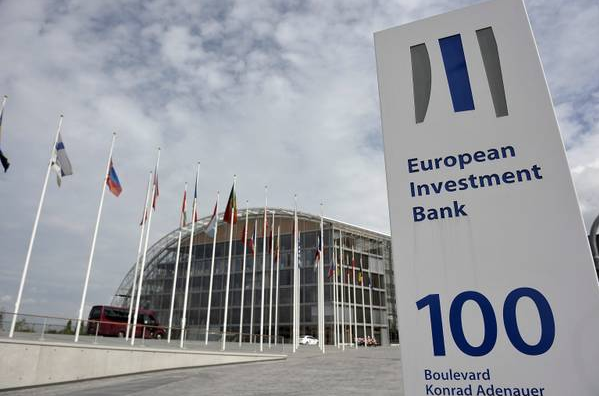 European
Investment
Bank
100
Boulevard
Konrad Adenauer